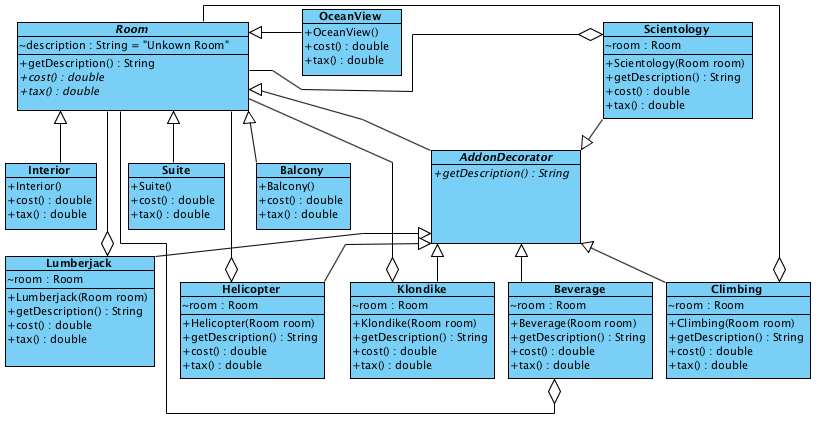 Room
~description : String = "Unkown Room"
+getDescription() : String
+cost() : double
+tax() : double
OceanView
+OceanView()
+cost() : double
+tax() : double
Scientology
~room : Room
+Scientology(Room room)
+getDescription() : String
+cost() : double
+tax() : double
Interior
+Interior()
+cost() : double
+tax() : double
Suite
+Suite()
+cost() : double
+tax() : double
Balcony
+Balcony()
+cost() : double
+tax() : double
AddonDecorator
+getDescription() : String
Lumberjack
~room : Room
+Lumberjack(Room room)
+getDescription() : String
+cost() : double
+tax() : double
Helicopter
~room : Room
+Helicopter(Room room)
+getDescription() : String
+cost() : double
+tax() : double
Klondike
~room : Room
+Klondike(Room room)
+getDescription() : String
+cost() : double
+tax() : double
Beverage
~room : Room
+Beverage(Room room)
+getDescription() : String
+cost() : double
+tax() : double
Climbing
~room : Room
+Climbing(Room room)
+getDescription() : String
+cost() : double
+tax() : double